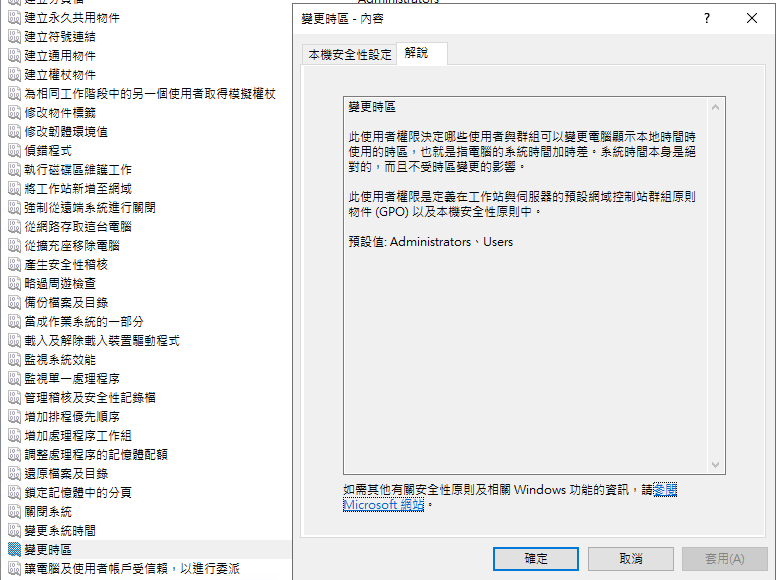 Administrators
建立永久共用物件
建立符號連結
建立通用物件
建立權杖物件
為相同工作階段中的另一個使用者取得模擬權杖
修改物件標籤
修改韌體環境值
偵錯程式
執行磁碟區維護工作
將工作站新增至網域
強制從遠端系統進行關閉
從網路存取這台電腦
從擴充座移除電腦
產生安全性稽核
略過周遊檢查
備份檔案及目錄
當成作業系統的一部分
載入及解除載入裝置驅動程式
監視系統效能
監視單一處理程序
管理稽核及安全性記錄檔
增加排程優先順序
增加處理程序工作組
調整處理程序的記憶體配額
還原檔案及目錄
鎖定記憶體中的分頁
關閉系統
變更系統時間
變更時區
讓電腦及使用者帳戶受信賴，以進行委派
變更時區 - 內容
?
本機安全性設定
解說
變更時區
此使用者權限決定哪些使用者與群組可以變更電腦顯示本地時間時
使用的時區，也就是指電腦的系統時間加時差。系統時間本身是絕
對的，而且不受時區變更的影響。
此使用者權限是定義在工作站與伺服器的預設網域控制站群組原則
物件 (GPO) 以及本機安全性原則中。
預設值: Administrators、Users
如需其他有關安全性原則及相關 Windows 功能的資訊，請參閱
Microsoft 網站。
確定
取消
套用(A)